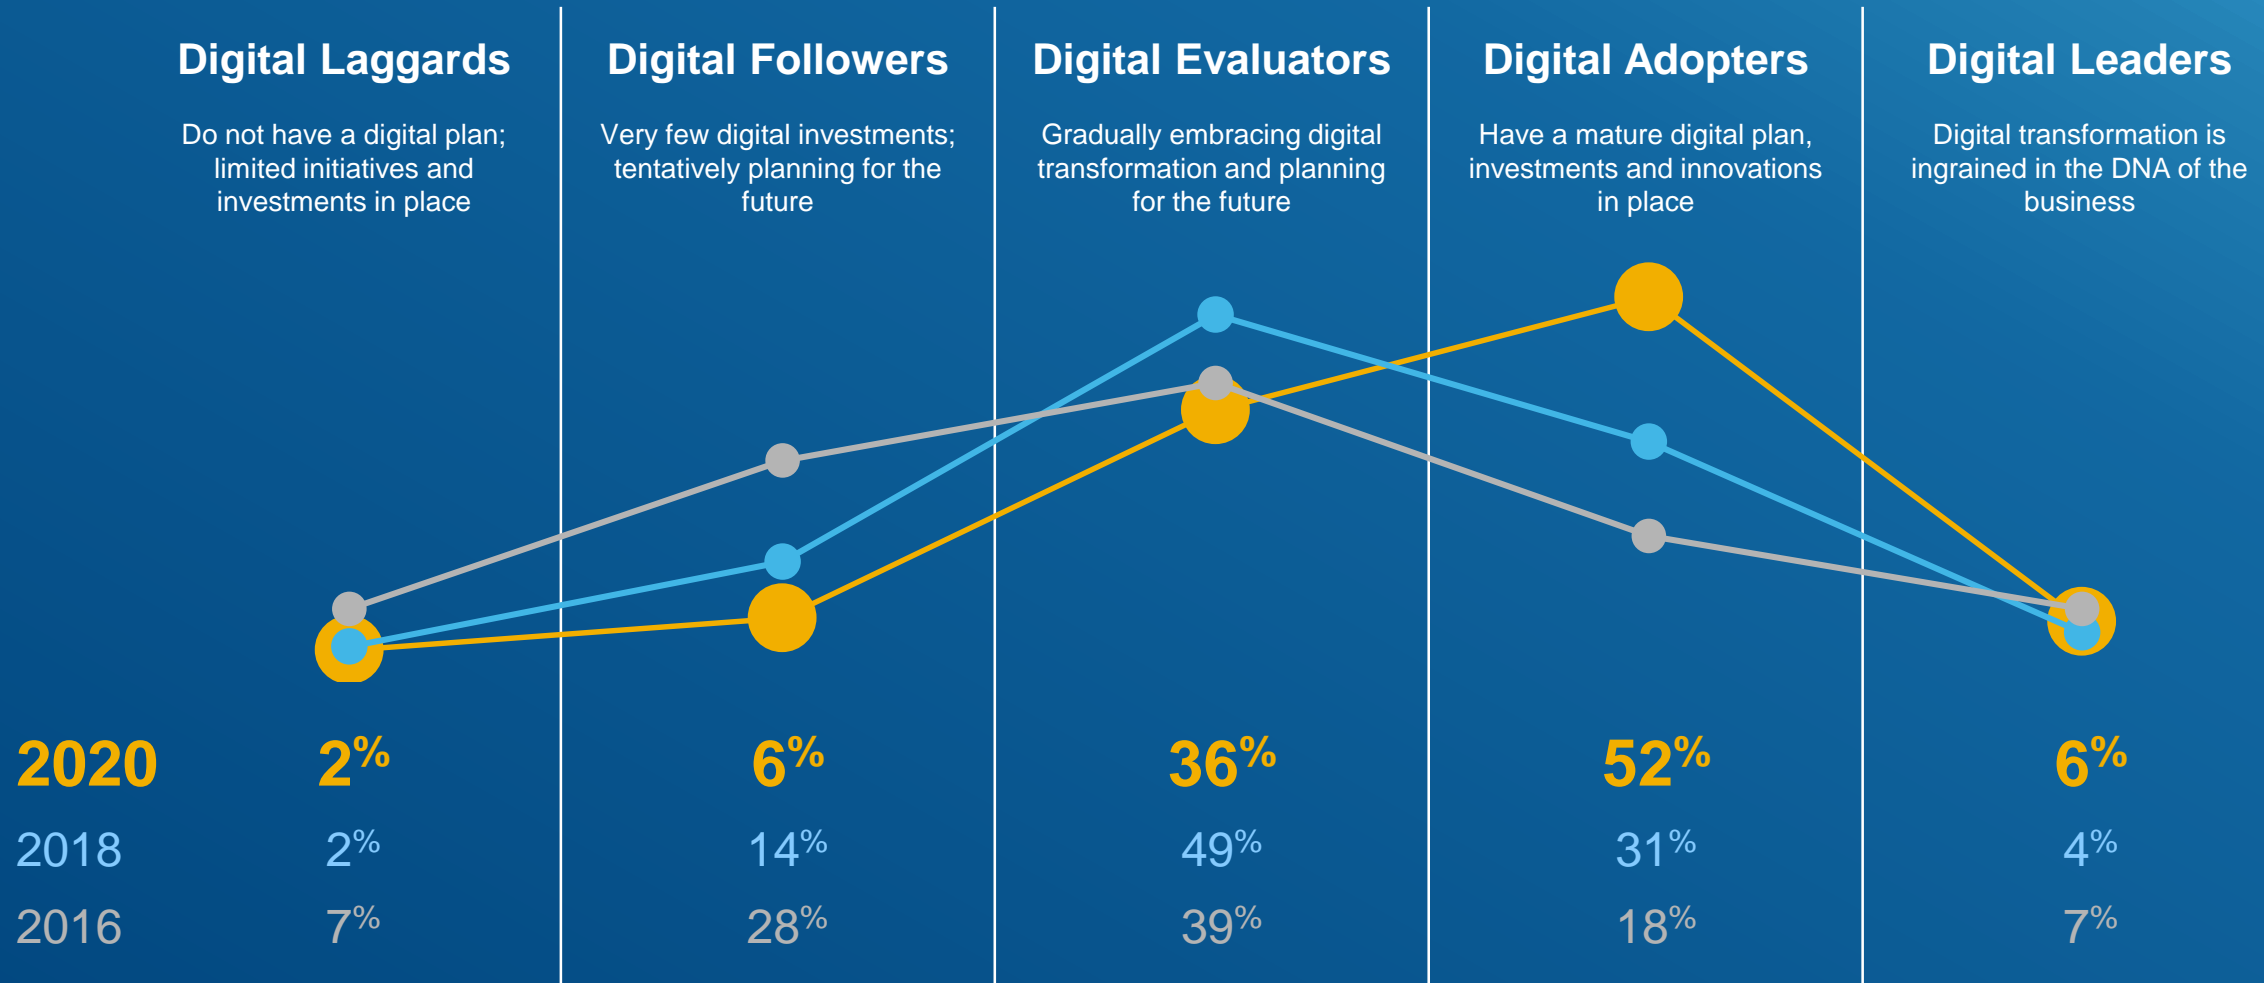 Digital Laggards
Do not have a digital plan;
limited initiatives and
investments in place
Digital Followers
Very few digital investments;
tentatively planning for the
future
Digital Evaluators
Gradually embracing digital
transformation and planning
for the future
Digital Adopters
Have a mature digital plan,
investments and innovations
in place
Digital Leaders
Digital transformation is
ingrained in the DNA of the
business
2020 2% 6% 36% 52% 6%
2018 2% 14% 49% 31% 4%
2016 7% 28% 39% 18% 7%